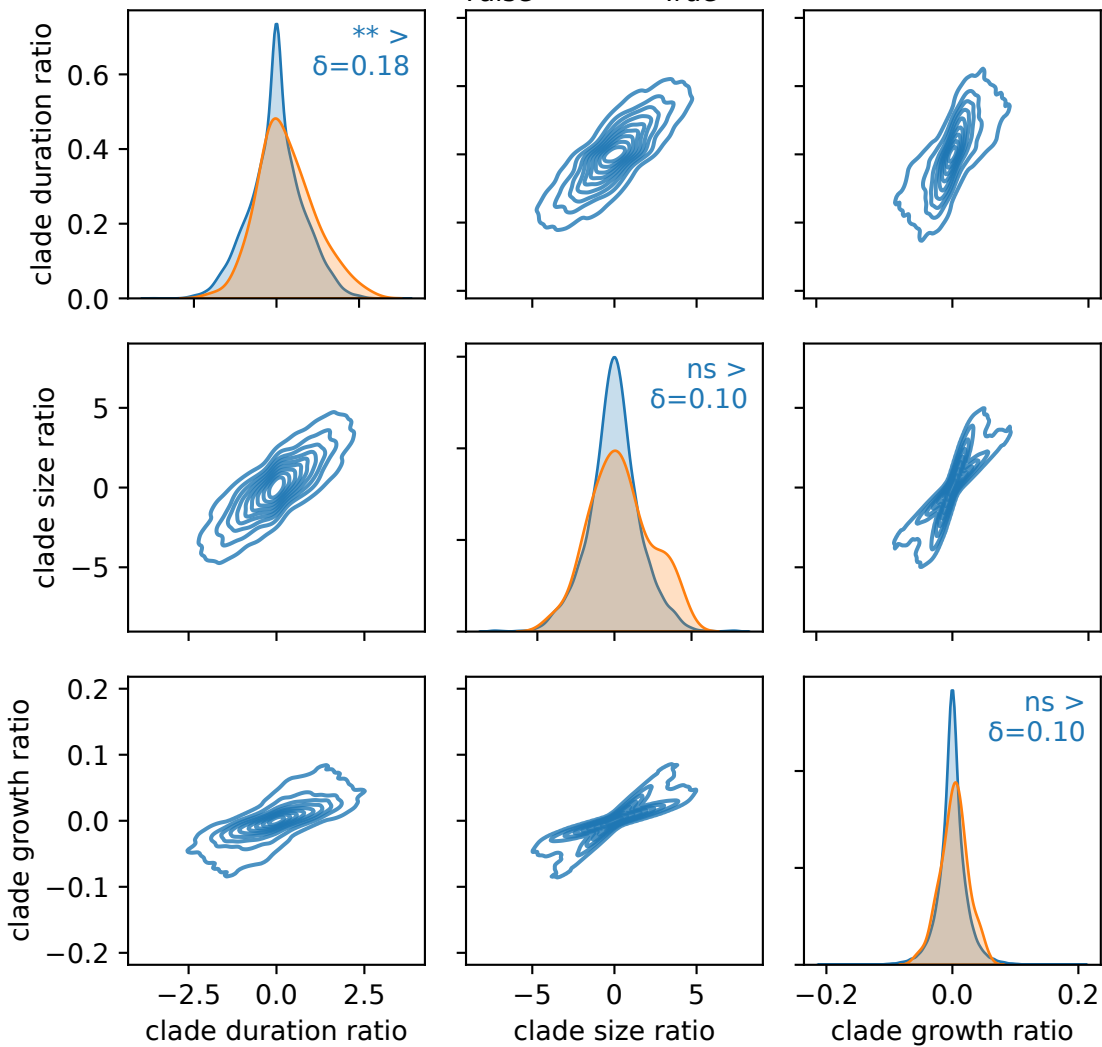 clade duration ratio
0.6
0.4
0.2
0.0
** >
δ=0.18
clade size ratio
5
0
−5
ns >
δ=0.10
clade growth ratio
0.2
0.1
0.0
−0.1
−0.2
ns >
δ=0.10
−2.5 0.0 2.5
−5 0 5
−0.2 0.0 0.2
clade duration ratio
clade size ratio
clade growth ratio